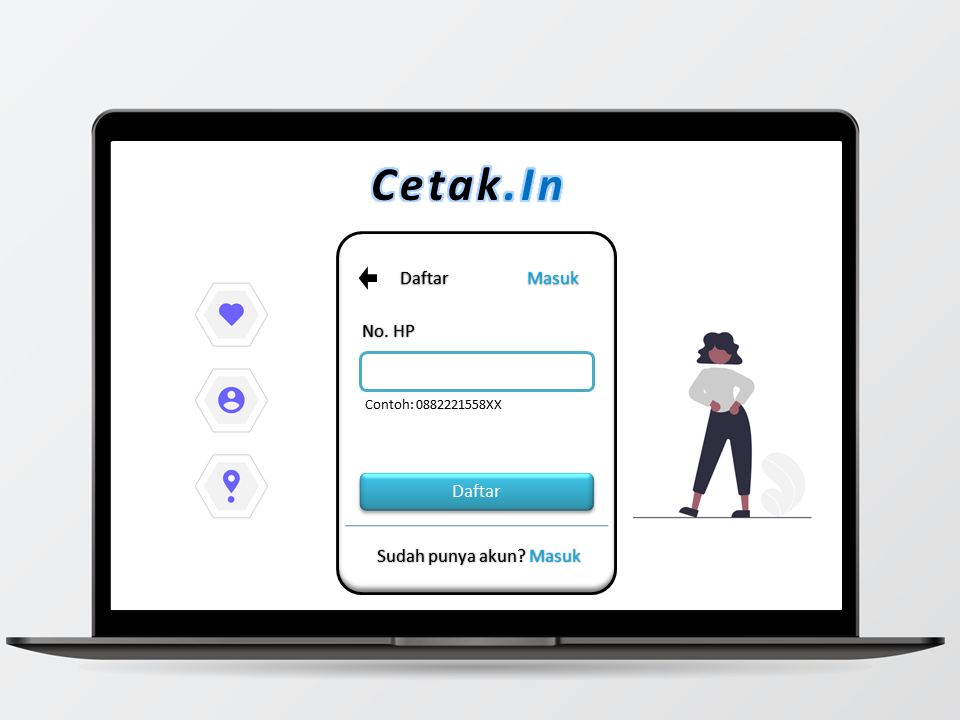 Cetak.In
Daftar Masuk
No. HP
Contoh: 0882221558XX
Daftar
Sudah punya akun? Masuk